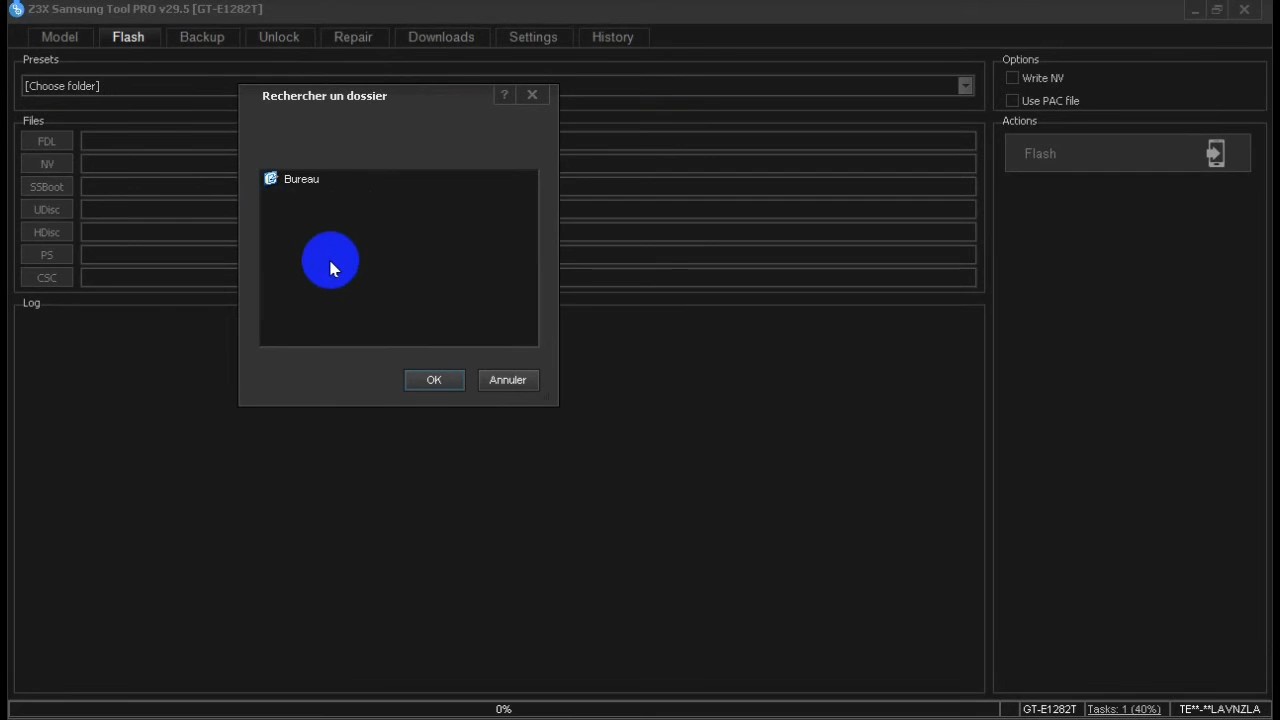 Z3X Samsung Tool PRO v29.5 [GT-E1282T]
Model Flash Backup Unlock Repair Downloads Settings History
Presets
[Choose folder]
Options
Write NV
Use PAC file
Actions
Flash
Files
FDL
NV
SSBoot
UDisc
HDisc
PS
CSC
Rechercher un dossier
Bureau
OK Annuler
Log
0% GT-E1282T Tasks: 1 (40%) TE**-**LAVNZLA